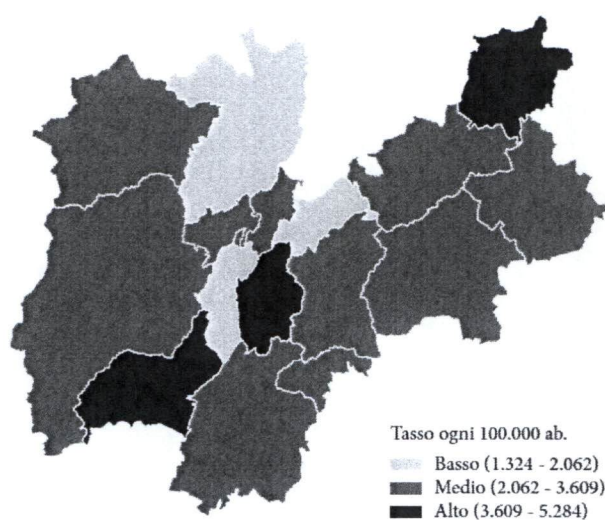 Tasso ogni 100.000 ab.
Basso (1.324 - 2.062)
Medio (2.062 - 3.609)
Alto (3.609 - 5.284)